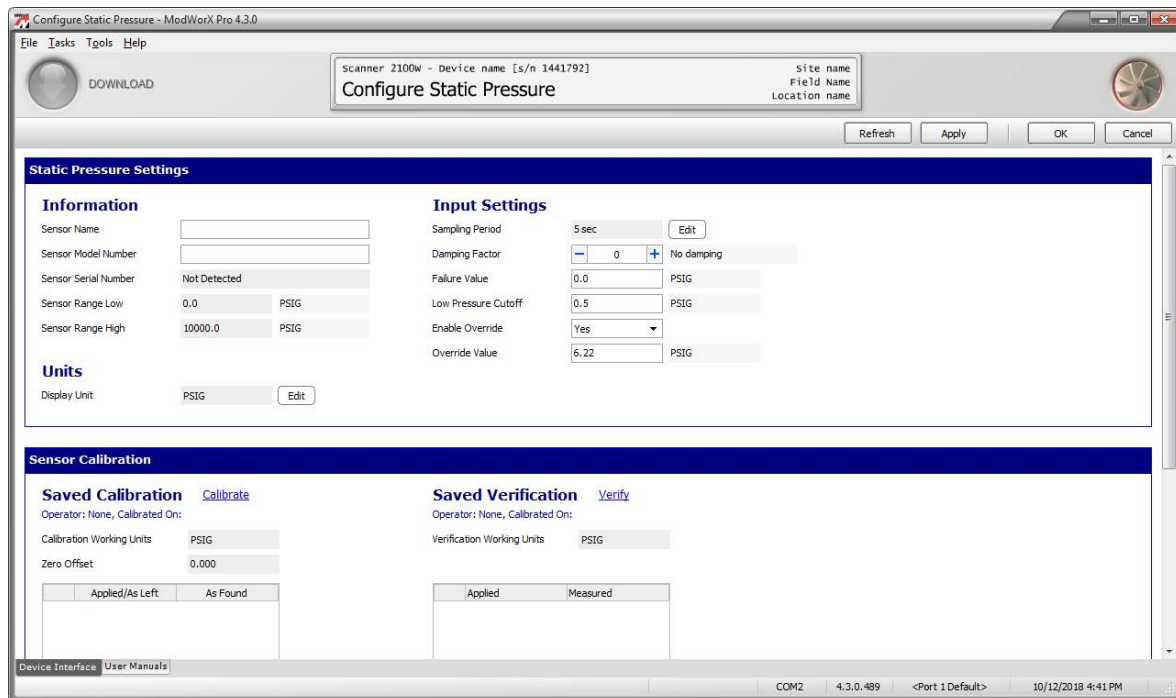 Configure Static Pressure - ModWorX Pro 4.3.0
File Tasks Tools Help
DOWNLOAD
Scanner 2100W - Device name [s/n 1441792]
Configure Static Pressure
Site name
Field Name
Location name
Refresh Apply OK Cancel
Static Pressure Settings
Information
Sensor Name
Sensor Model Number
Sensor Serial Number Not Detected
Sensor Range Low 0.0 PSIG
Sensor Range High 10000.0 PSIG
Units
Display Unit PSIG Edit
Input Settings
Sampling Period 5 sec Edit
Damping Factor − 0 + No damping
Failure Value 0.0 PSIG
Low Pressure Cutoff 0.5 PSIG
Enable Override Yes
Override Value 6.22 PSIG
Sensor Calibration
Saved Calibration Calibrate
Operator: None, Calibrated On:
Calibration Working Units PSIG
Zero Offset 0.000
Applied/As Left As Found
Saved Verification Verify
Operator: None, Calibrated On:
Verification Working Units PSIG
Applied Measured
Device Interface User Manuals
COM2 4.3.0.489 <Port 1 Default> 10/12/2018 4:41 PM